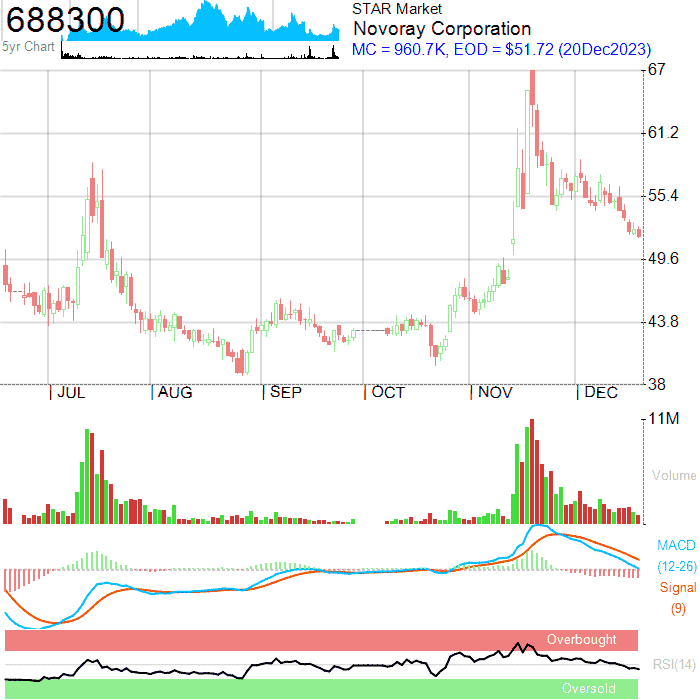 688300
STAR Market
Novoray Corporation
5yr Chart
MC = 960.7K, EOD = $51.72 (20Dec2023)
67
61.2
55.4
49.6
43.8
38
JUL AUG SEP OCT NOV DEC
11M
Volume
MACD
(12-26)
Signal
(9)
Overbought
RSI(14)
Oversold